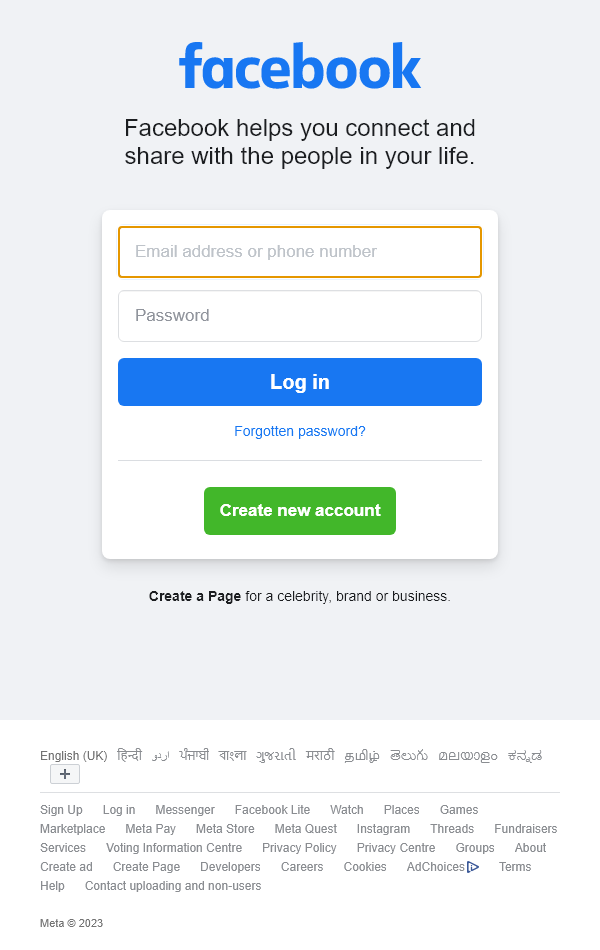 facebook
Facebook helps you connect and
share with the people in your life.
Email address or phone number
Password
Log in
Forgotten password?
Create new account
Create a Page for a celebrity, brand or business.
English (UK) हिन्दी اردو ਪੰਜਾਬੀ বাংলা ગુજરાતી मराठी தமிழ் తెలుగు മലയാളം ಕನ್ನಡ
+
Sign Up Log in Messenger Facebook Lite Watch Places Games
Marketplace Meta Pay Meta Store Meta Quest Instagram Threads Fundraisers
Services Voting Information Centre Privacy Policy Privacy Centre Groups About
Create ad Create Page Developers Careers Cookies AdChoices Terms
Help Contact uploading and non-users
Meta © 2023